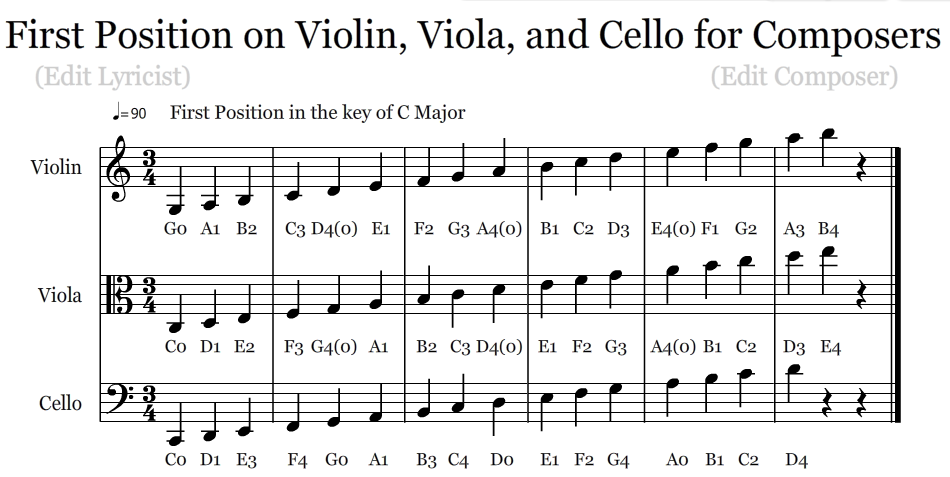 First Position on Violin, Viola, and Cello for Composers
(Edit Lyricist) (Edit Composer)
♩=90 First Position in the key of C Major
Violin
3
4
G0 A1 B2 C3 D4(0) E1 F2 G3 A4(0) B1 C2 D3 E4(0) F1 G2 A3 B4
Viola
3
4
C0 D1 E2 F3 G4(0) A1 B2 C3 D4(0) E1 F2 G3 A4(0) B1 C2 D3 E4
Cello
3
4
C0 D1 E3 F4 G0 A1 B3 C4 D0 E1 F2 G4 A0 B1 C2 D4